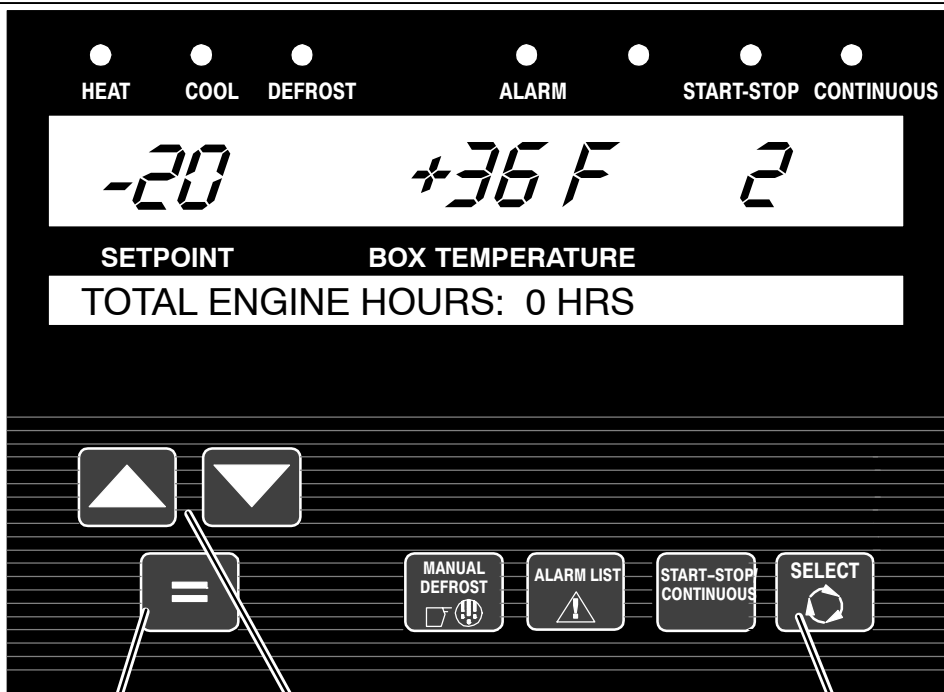 HEAT COOL DEFROST ALARM START-STOP CONTINUOUS
-20 +36 F 2
SETPOINT BOX TEMPERATURE
TOTAL ENGINE HOURS: 0 HRS
=
MANUAL
DEFROST
ALARM LIST
START-STOP/
CONTINUOUS
SELECT